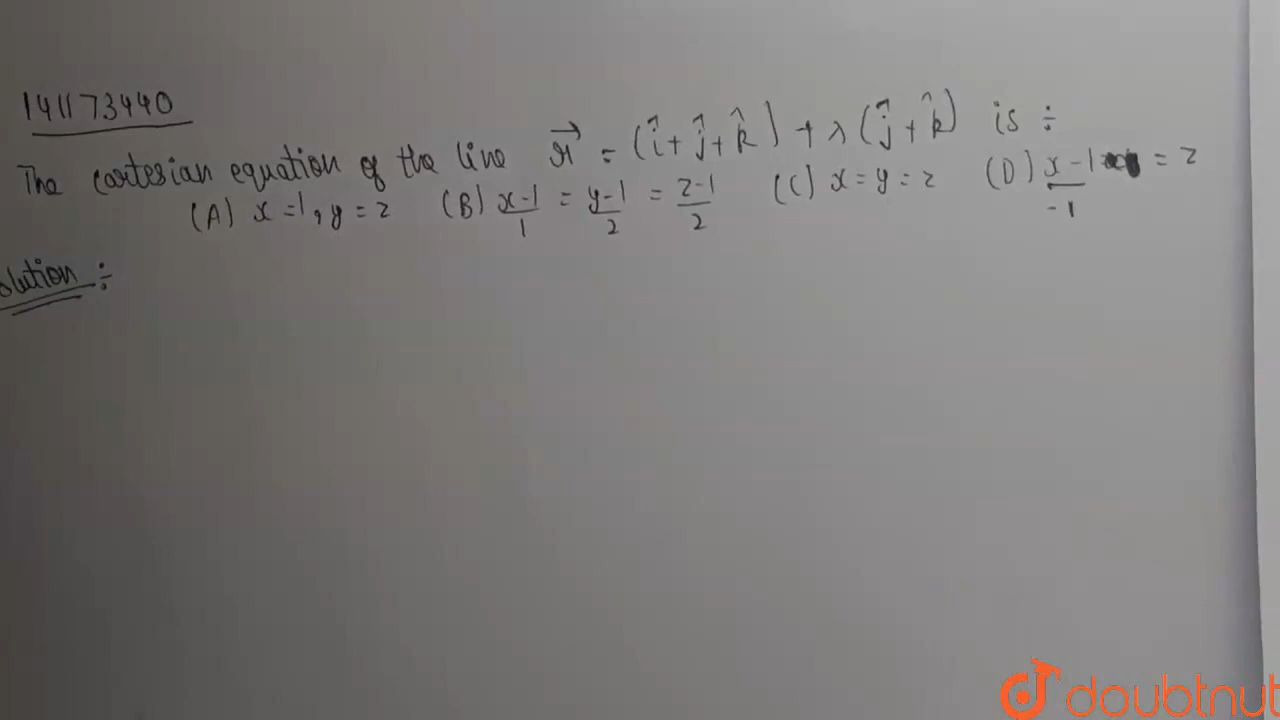 141173440
The cartesian equation of the line r⃗ = (î + ĵ + k̂) + λ(ĵ + k̂) is :
(A) x = 1, y = z (B) x-1/1 = y-1/2 = z-1/2 (C) x = y = z (D) x-1/-1 = z
olution :
doubtnut